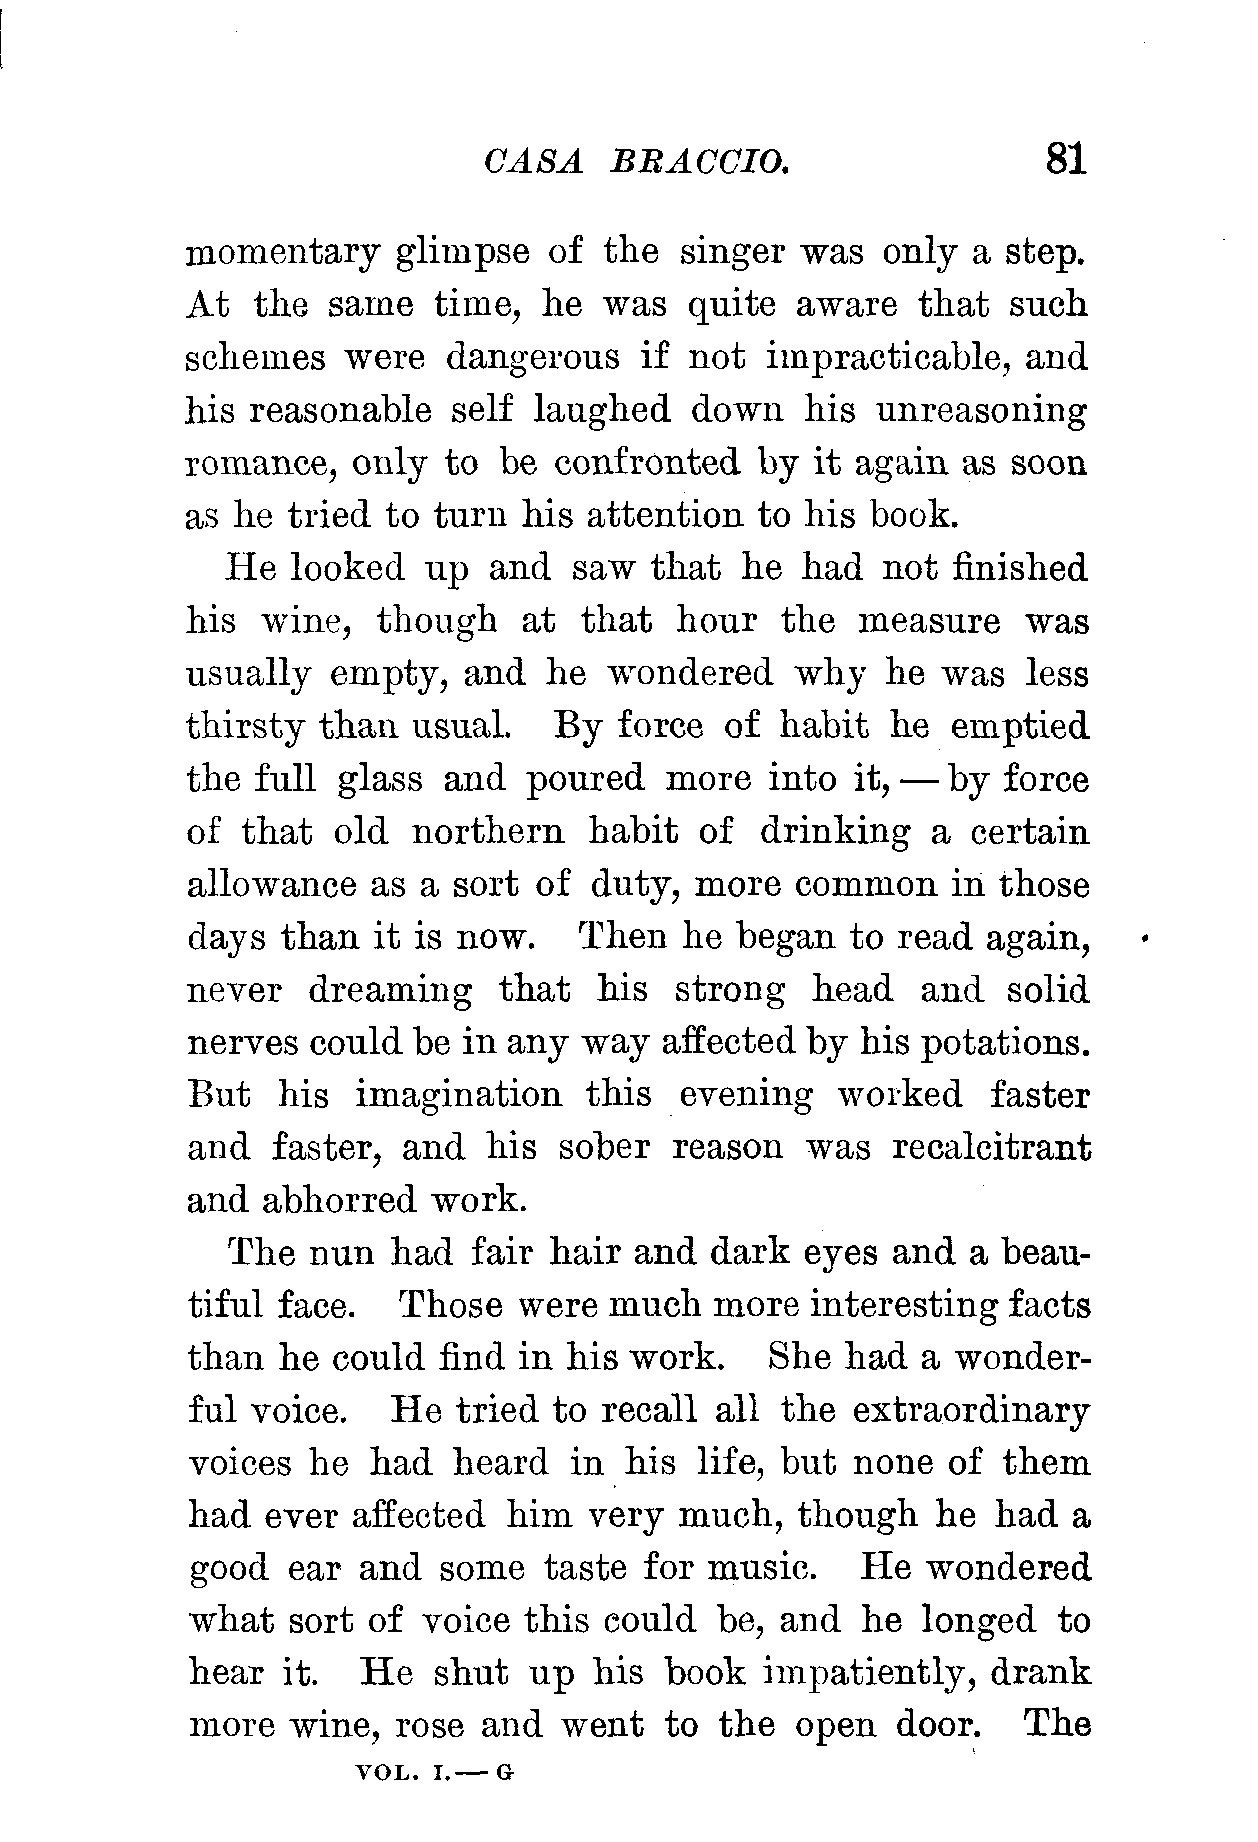 CASA BRACCIO. 81
momentary glimpse of the singer was only a step.
At the same time, he was quite aware that such
schemes were dangerous if not impracticable, and
his reasonable self laughed down his unreasoning
romance, only to be confronted by it again as soon
as he tried to turn his attention to his book.
He looked up and saw that he had not finished
his wine, though at that hour the measure was
usually empty, and he wondered why he was less
thirsty than usual. By force of habit he emptied
the full glass and poured more into it, — by force
of that old northern habit of drinking a certain
allowance as a sort of duty, more common in those
days than it is now. Then he began to read again,
never dreaming that his strong head and solid
nerves could be in any way affected by his potations.
But his imagination this evening worked faster
and faster, and his sober reason was recalcitrant
and abhorred work.
The nun had fair hair and dark eyes and a beau-
tiful face. Those were much more interesting facts
than he could find in his work. She had a wonder-
ful voice. He tried to recall all the extraordinary
voices he had heard in his life, but none of them
had ever affected him very much, though he had a
good ear and some taste for music. He wondered
what sort of voice this could be, and he longed to
hear it. He shut up his book impatiently, drank
more wine, rose and went to the open door. The
VOL. I.— G